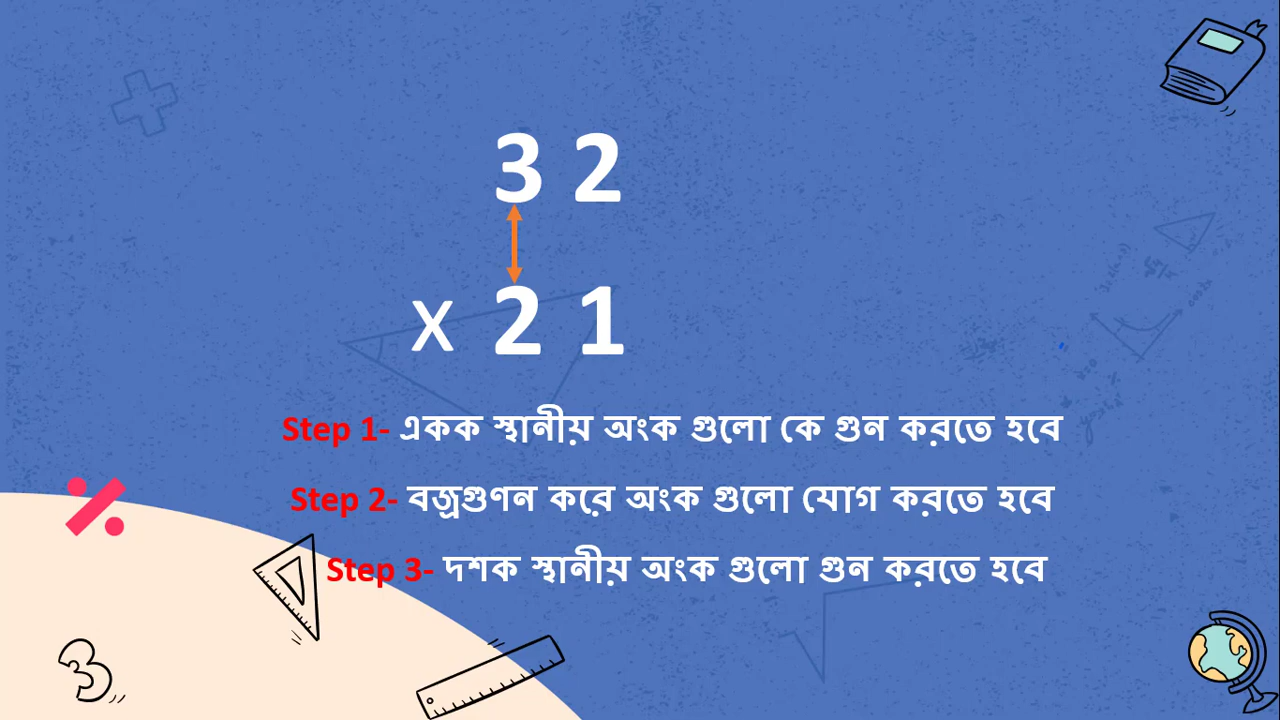 3 2
x 2 1
Step 1- একক স্থানীয় অংক গুলো কে গুন করতে হবে
Step 2- বজ্রগুণন করে অংক গুলো যোগ করতে হবে
Step 3- দশক স্থানীয় অংক গুলো গুন করতে হবে
%
3